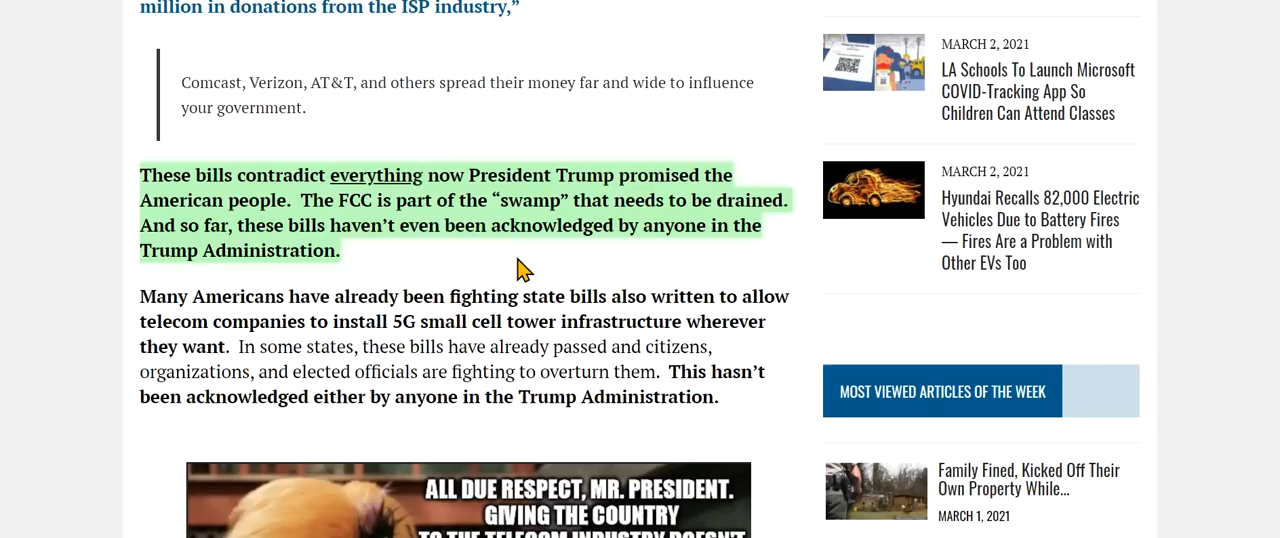 million in donations from the ISP industry,”
Comcast, Verizon, AT&T, and others spread their money far and wide to influence
your government.
These bills contradict everything now President Trump promised the
American people.  The FCC is part of the “swamp” that needs to be drained.
And so far, these bills haven’t even been acknowledged by anyone in the
Trump Administration.
Many Americans have already been fighting state bills also written to allow
telecom companies to install 5G small cell tower infrastructure wherever
they want.  In some states, these bills have already passed and citizens,
organizations, and elected officials are fighting to overturn them.  This hasn’t
been acknowledged either by anyone in the Trump Administration.
ALL DUE RESPECT, MR. PRESIDENT.
GIVING THE COUNTRY
TO THE TELECOM INDUSTRY DOESN'T
MARCH 2, 2021
LA Schools To Launch Microsoft
COVID-Tracking App So
Children Can Attend Classes
MARCH 2, 2021
Hyundai Recalls 82,000 Electric
Vehicles Due to Battery Fires
— Fires Are a Problem with
Other EVs Too
MOST VIEWED ARTICLES OF THE WEEK
Family Fined, Kicked Off Their
Own Property While...
MARCH 1, 2021